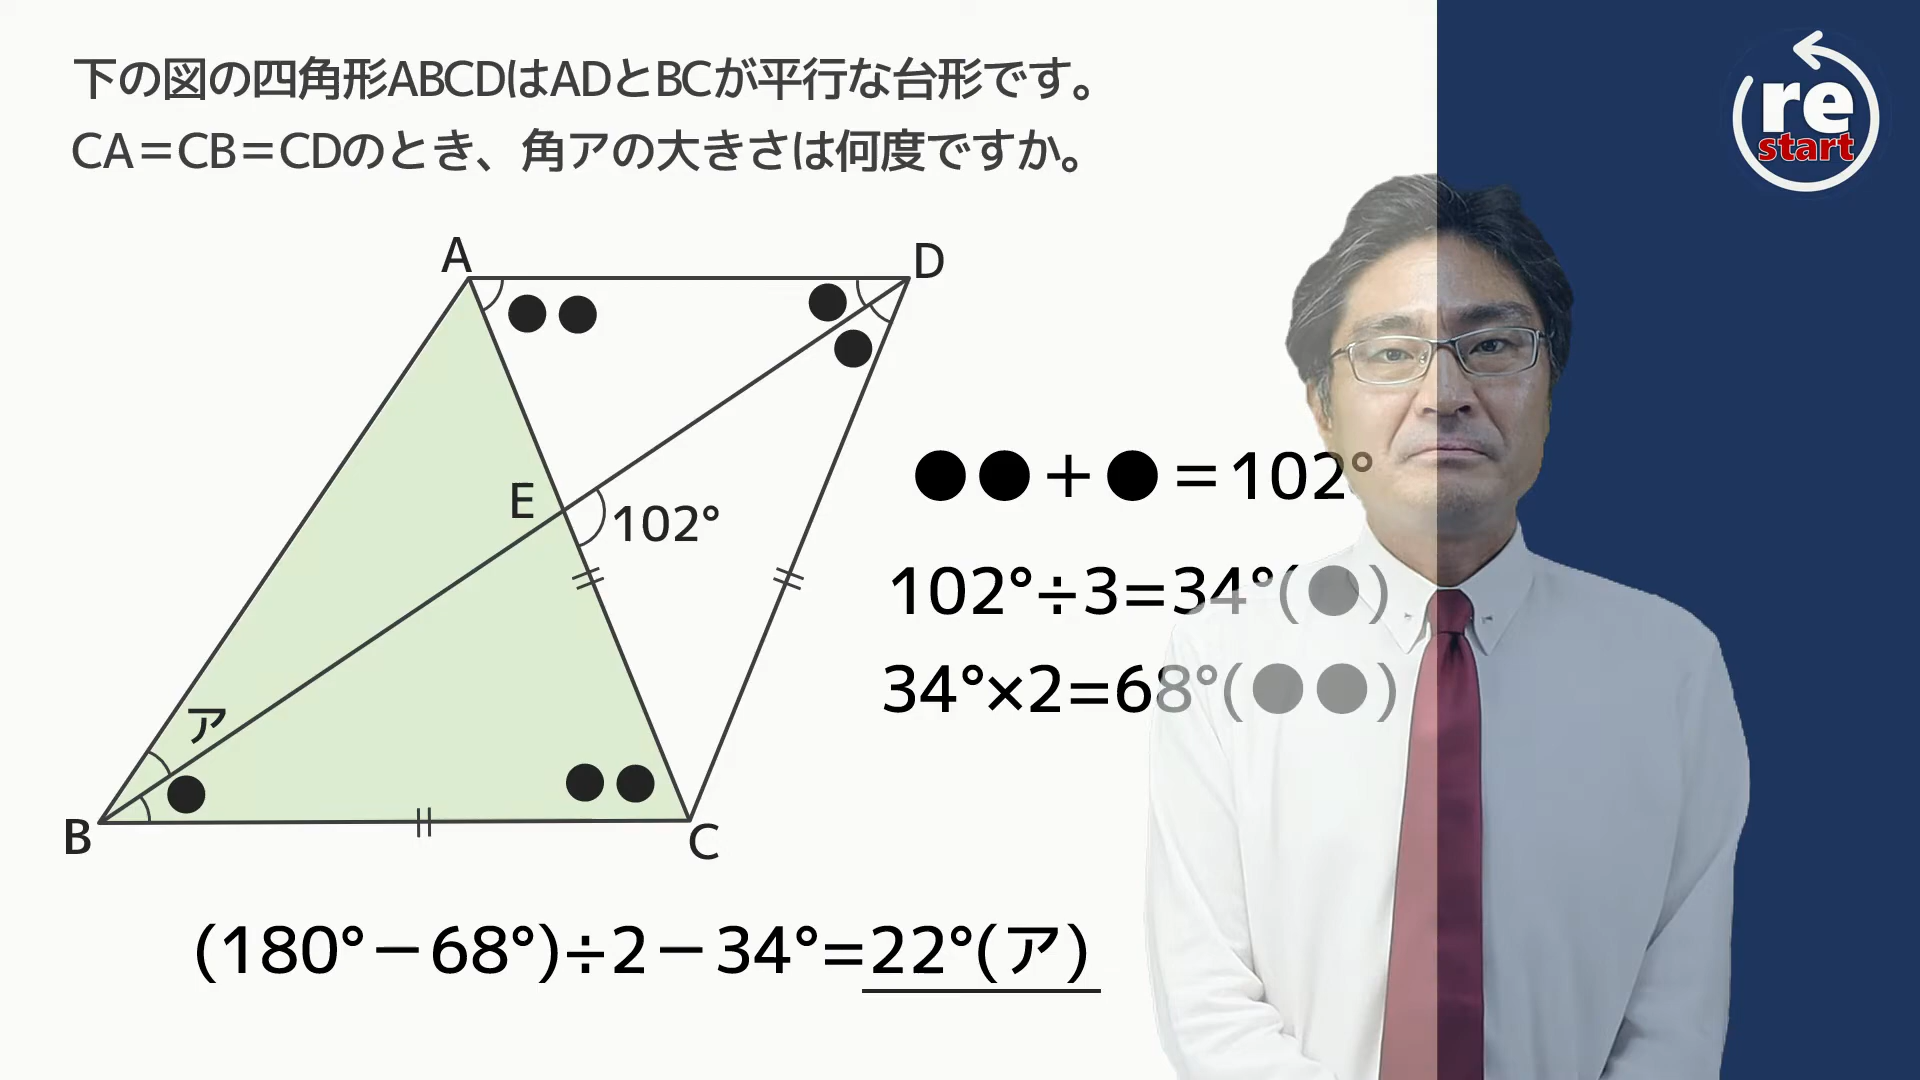 下の図の四角形ABCDはADとBCが平行な台形です。
CA＝CB＝CDのとき、角アの大きさは何度ですか。
re
start
A
D
E
102°
ア
B
C
●●＋●＝102°
102°÷3=34°(●)
34°×2=68°(●●)
(180°－68°)÷2－34°=22°(ア)